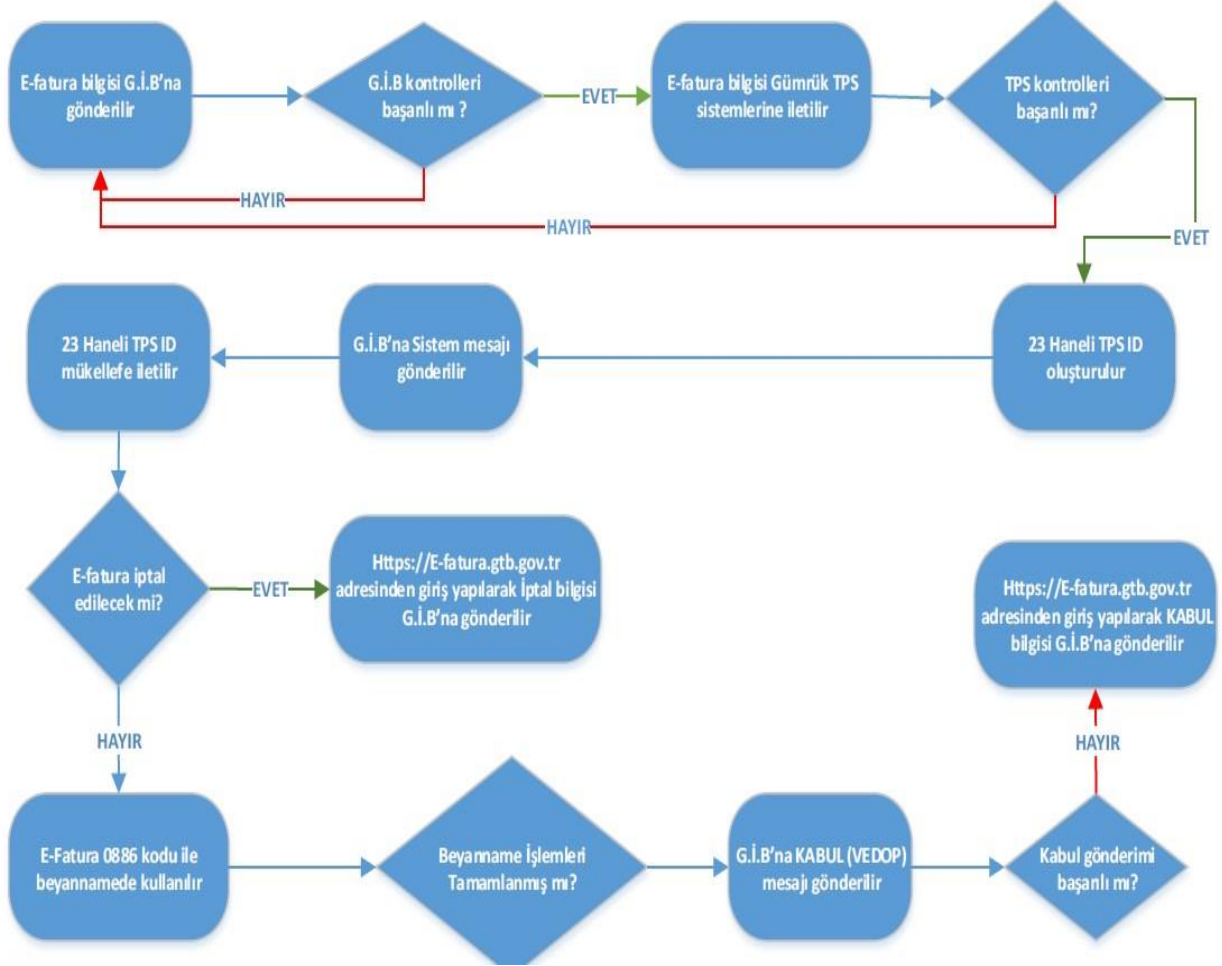 E-fatura bilgisi G.İ.B'na
gönderilir
G.İ.B kontrolleri
başarılı mı ?
EVET
E-fatura bilgisi Gümrük TPS
sistemlerine iletilir
TPS kontrolleri
başarılı mı?
HAYIR
HAYIR
EVET
23 Haneli TPS ID
mükellefe iletilir
G.İ.B'na Sistem mesajı
gönderilir
23 Haneli TPS ID
oluşturulur
E-fatura iptal
edilecek mi?
EVET
Https://E-fatura.gtb.gov.tr
adresinden giriş yapılarak İptal bilgisi
G.İ.B'na gönderilir
Https://E-fatura.gtb.gov.tr
adresinden giriş yapılarak KABUL
bilgisi G.İ.B'na gönderilir
HAYIR
HAYIR
E-Fatura 0886 kodu ile
beyannamede kullanılır
Beyanname İşlemleri
Tamamlanmış mı?
G.İ.B'na KABUL (VEDOP)
mesajı gönderilir
Kabul gönderimi
başarılı mı?